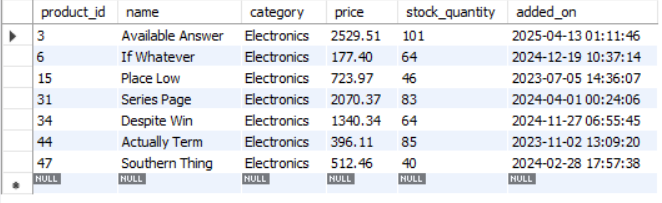 product_id name category price stock_quantity added_on
3 Available Answer Electronics 2529.51 101 2025-04-13 01:11:46
6 If Whatever Electronics 177.40 64 2024-12-19 10:37:14
15 Place Low Electronics 723.97 46 2023-07-05 14:36:07
31 Series Page Electronics 2070.37 83 2024-04-01 00:24:06
34 Despite Win Electronics 1340.34 64 2024-11-27 06:55:45
44 Actually Term Electronics 396.11 85 2023-11-02 13:09:20
47 Southern Thing Electronics 512.46 40 2024-02-28 17:57:38
NULL NULL NULL NULL NULL NULL